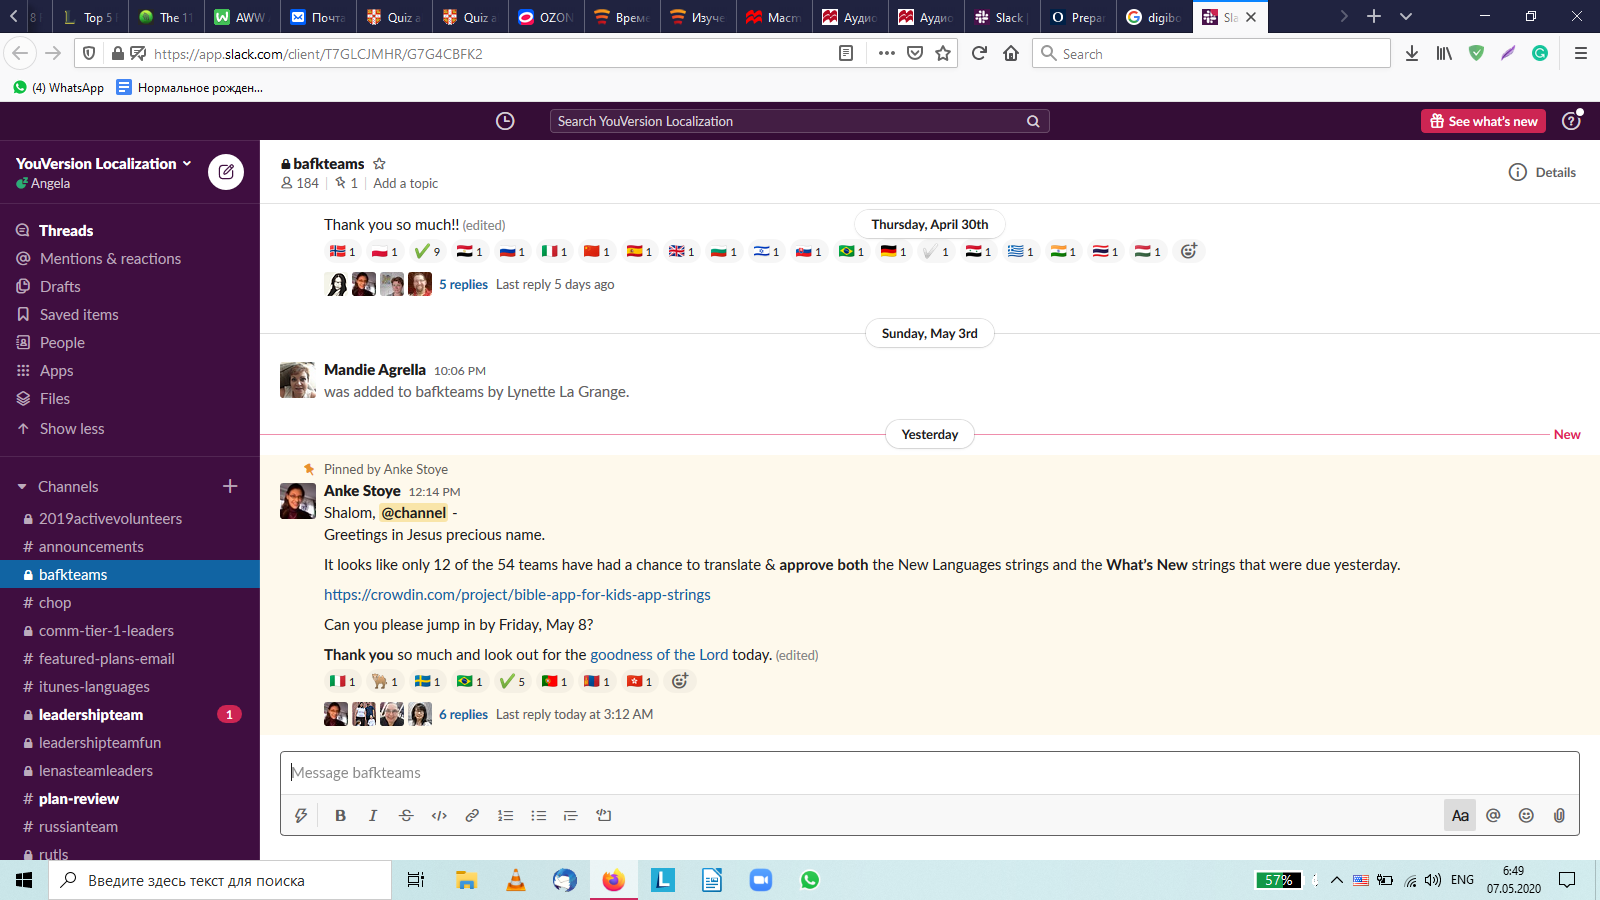 8 I
Top 5 I
The 11
AWW
Почта
Quiz a
Quiz a
OZON
Време
Изуче
Маст
Аудио
Аудио
Slack |
Prepar
digibo
Sla
https://app.slack.com/client/T7GLCJMHR/G7G4CBFK2
Search
(4) WhatsApp
Нормальное рожден...
Search YouVersion Localization
See what's new
YouVersion Localization
Angela
Threads
Mentions & reactions
Drafts
Saved items
People
Apps
Files
Show less
Channels
2019activevolunteers
# announcements
bafkteams
# chop
comm-tier-1-leaders
# featured-plans-email
# itunes-languages
leadershipteam 1
leadershipteamfun
lenasteamleaders
# plan-review
# russianteam
rutls
bafkteams
184 | 1 | Add a topic
Details
Thank you so much!! (edited)
Thursday, April 30th
1 1 9 1 1 1 1 1 1 1 1 1 1 1 1 1 1 1 1 1
5 replies Last reply 5 days ago
Sunday, May 3rd
Mandie Agrella 10:06 PM
was added to bafkteams by Lynette La Grange.
Yesterday
New
Pinned by Anke Stoye
Anke Stoye 12:14 PM
Shalom, @channel -
Greetings in Jesus precious name.
It looks like only 12 of the 54 teams have had a chance to translate & approve both the New Languages strings and the What's New strings that were due yesterday.
https://crowdin.com/project/bible-app-for-kids-app-strings
Can you please jump in by Friday, May 8?
Thank you so much and look out for the goodness of the Lord today. (edited)
1 1 1 1 5 1 1 1
6 replies Last reply today at 3:12 AM
Message bafkteams
B I S </>
Aa @
Введите здесь текст для поиска
57%
ENG
6:49
07.05.2020